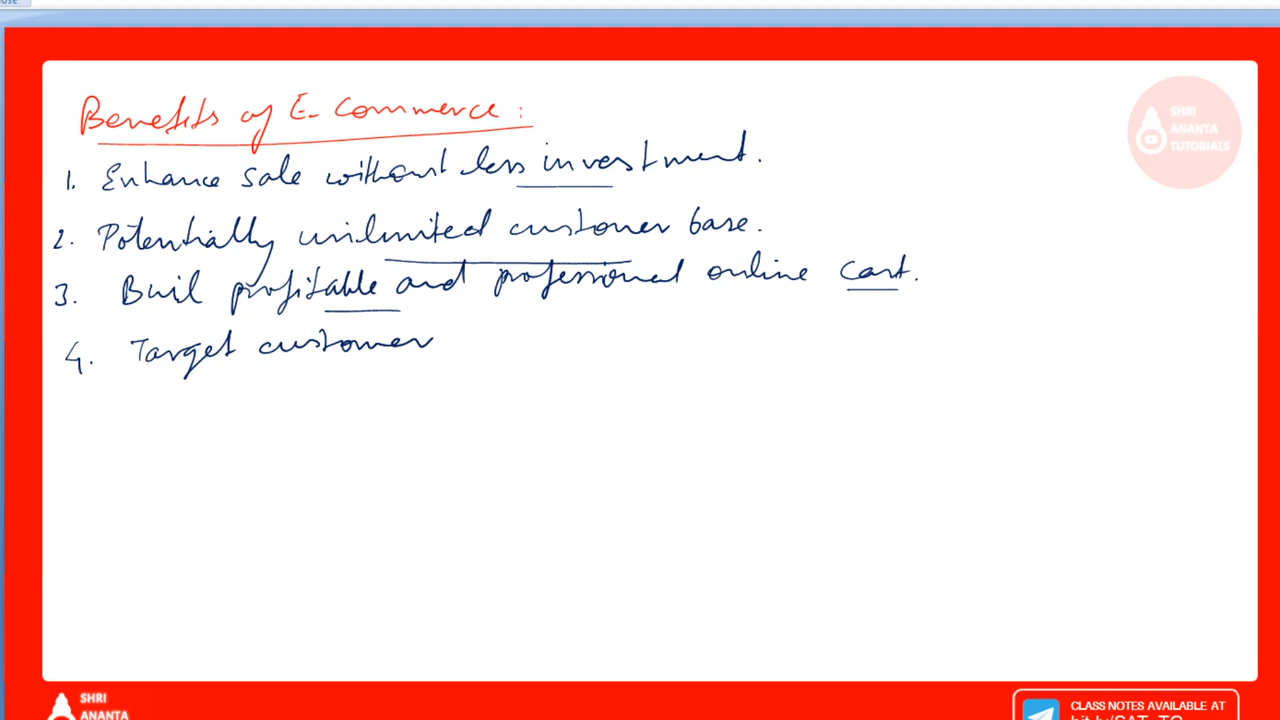 Benefits of E-Commerce:
1. Enhance sale without less investment.
2. Potentially unlimited customer base.
3. Buil profitable and professional online cart.
4. Target customer
SHRI
ANANTA
TUTORIALS
SHRI
ANANTA
CLASS NOTES AVAILABLE AT